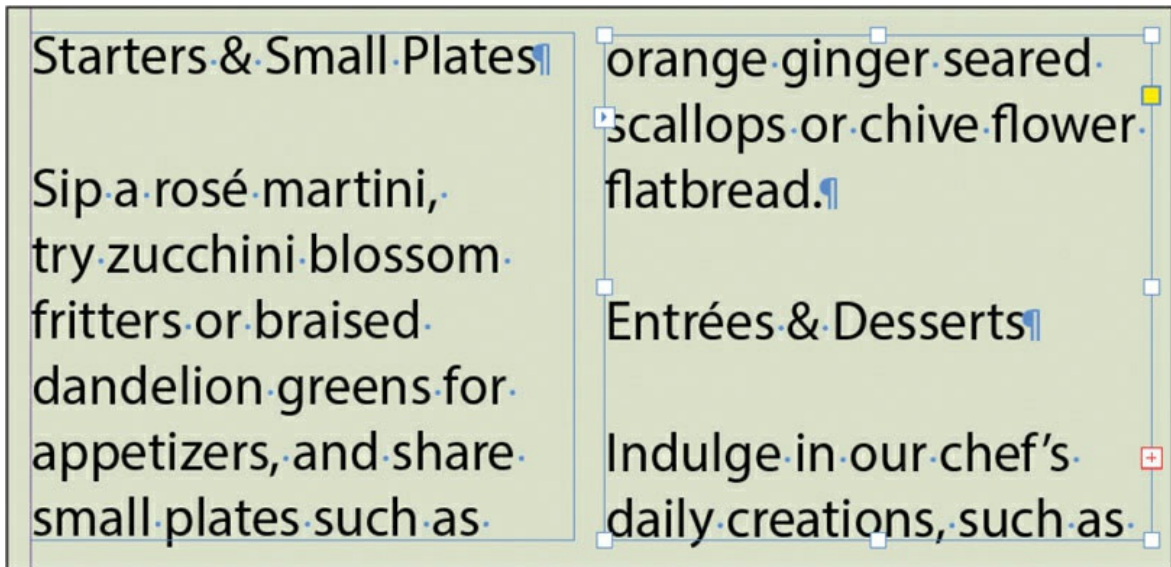 Starters & Small Plates¶
Sip a rosé martini,
try zucchini blossom
fritters or braised
dandelion greens for
appetizers, and share
small plates such as
orange ginger seared
scallops or chive flower
flatbread.¶
Entrées & Desserts¶
Indulge in our chef’s
daily creations, such as